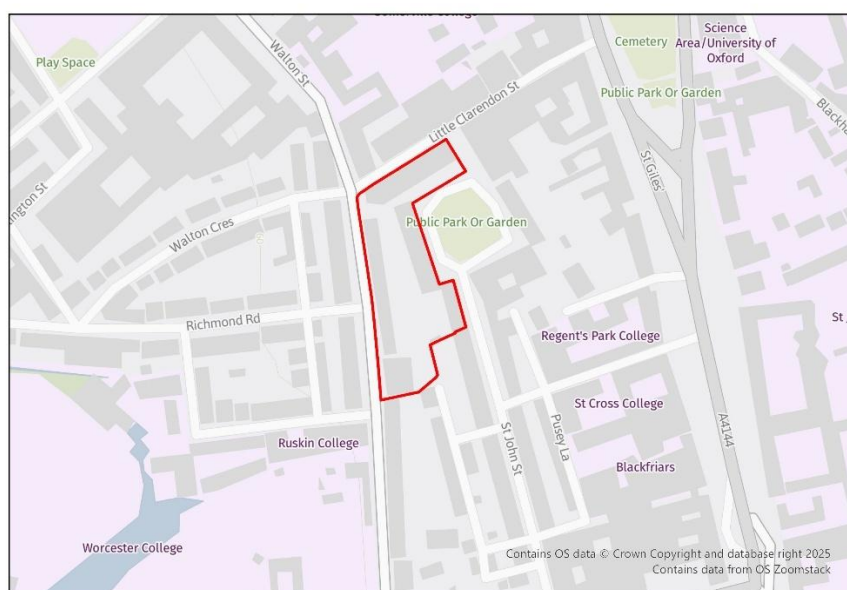 Walton St
Play Space
Cemetery
Science
Area/University of
Oxford
Public Park Or Garden
Little Clarendon St
St Giles'
Walton Cres
Public Park Or Garden
Richmond Rd
Regent's Park College
St Cross College
Ruskin College
St John St
Pusey La
A4144
Blackfriars
Worcester College
Contains OS data © Crown Copyright and database right 2025
Contains data from OS Zoomstack